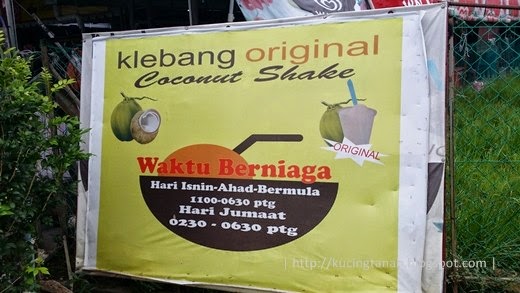 klebang original
Coconut Shake
ORIGINAL
Waktu Berniaga
Hari Isnin-Ahad-Bermula
1100-0630 ptg
Hari Jumaat
0230 - 0630 ptg
| http://kucingranap.blogspot.com |